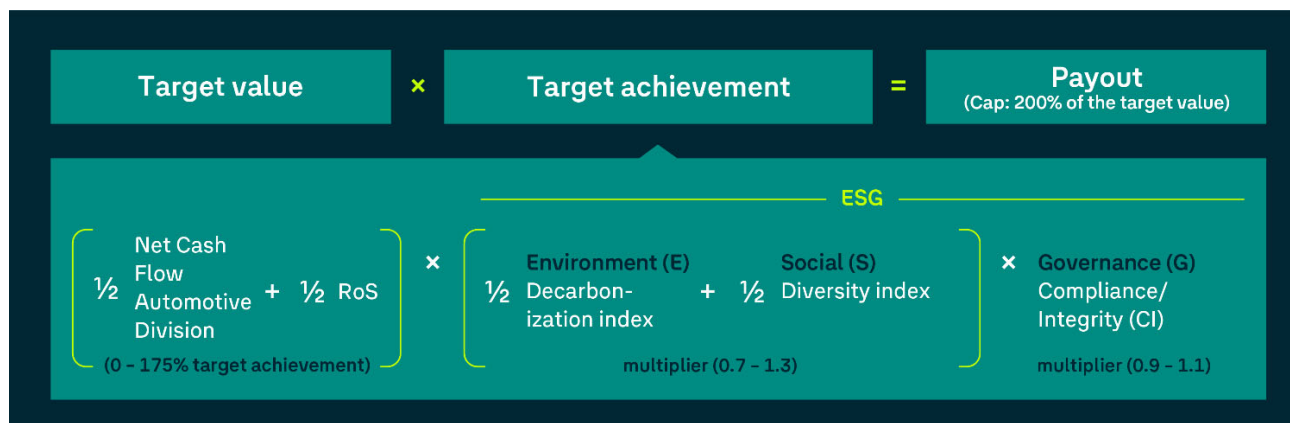 Target value × Target achievement = Payout
(Cap: 200% of the target value)
ESG
½ Net Cash
Flow
Automotive
Division
+ ½ RoS
(0 – 175% target achievement)
×
½ Environment (E)
Decarbon-
ization index
+ ½ Social (S)
Diversity index
multiplier (0.7 – 1.3)
×
Governance (G)
Compliance/
Integrity (CI)
multiplier (0.9 – 1.1)